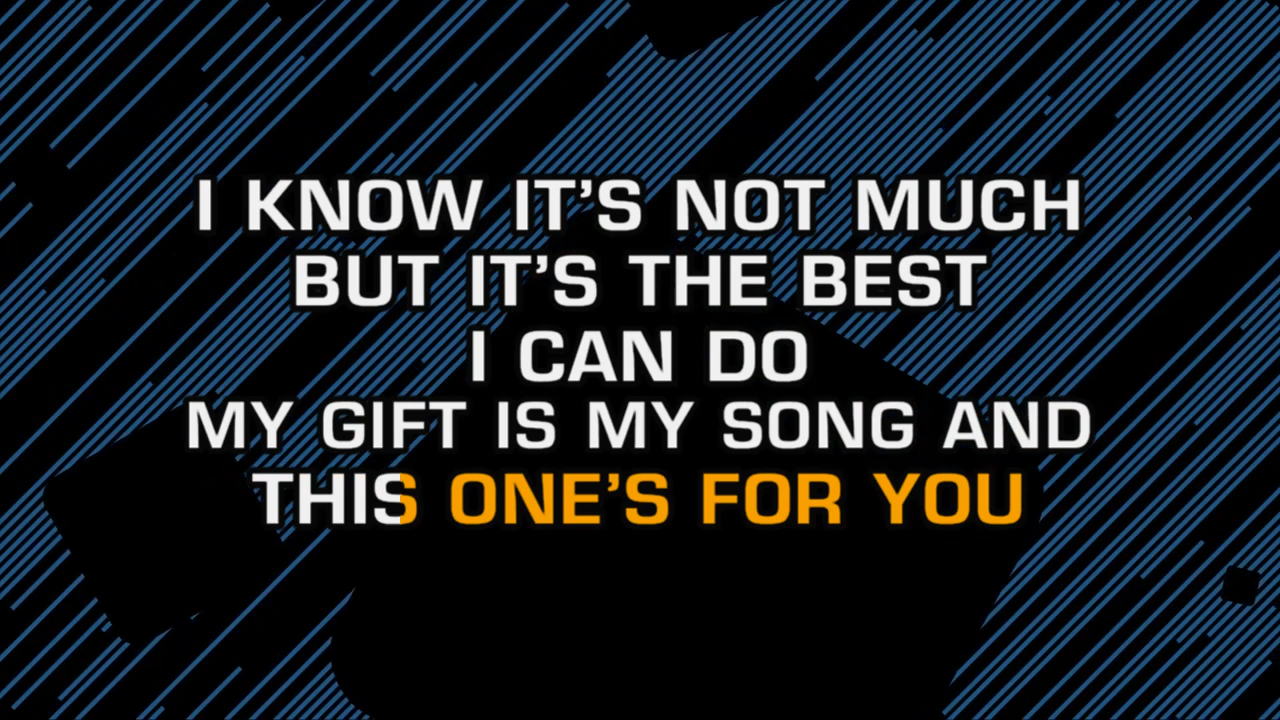 I KNOW IT'S NOT MUCH
BUT IT'S THE BEST
I CAN DO
MY GIFT IS MY SONG AND
THIS ONE'S FOR YOU